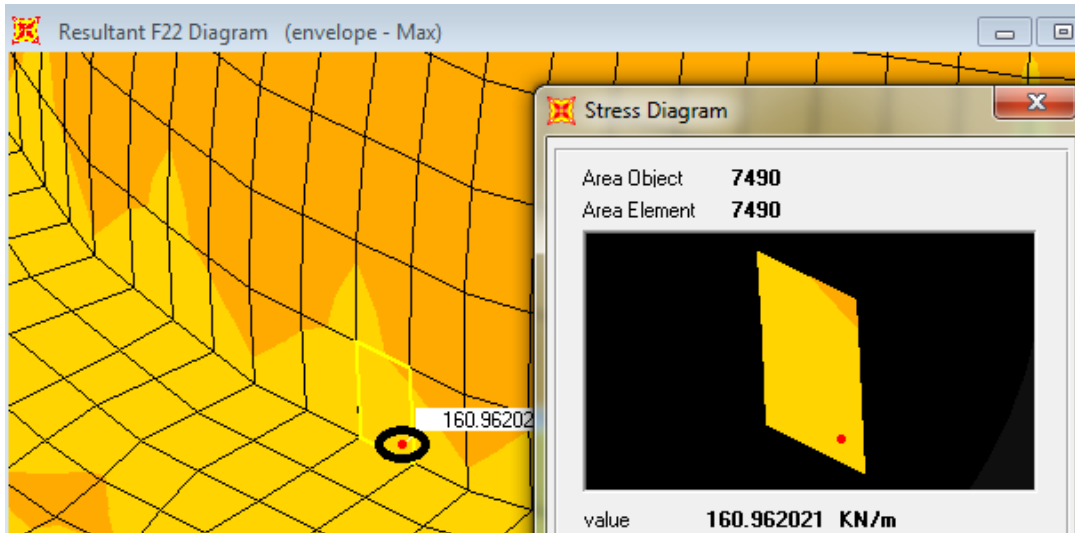 Resultant F22 Diagram (envelope - Max)
Stress Diagram
Area Object 7490
Area Element 7490
160.96202
value 160.962021 KN/m